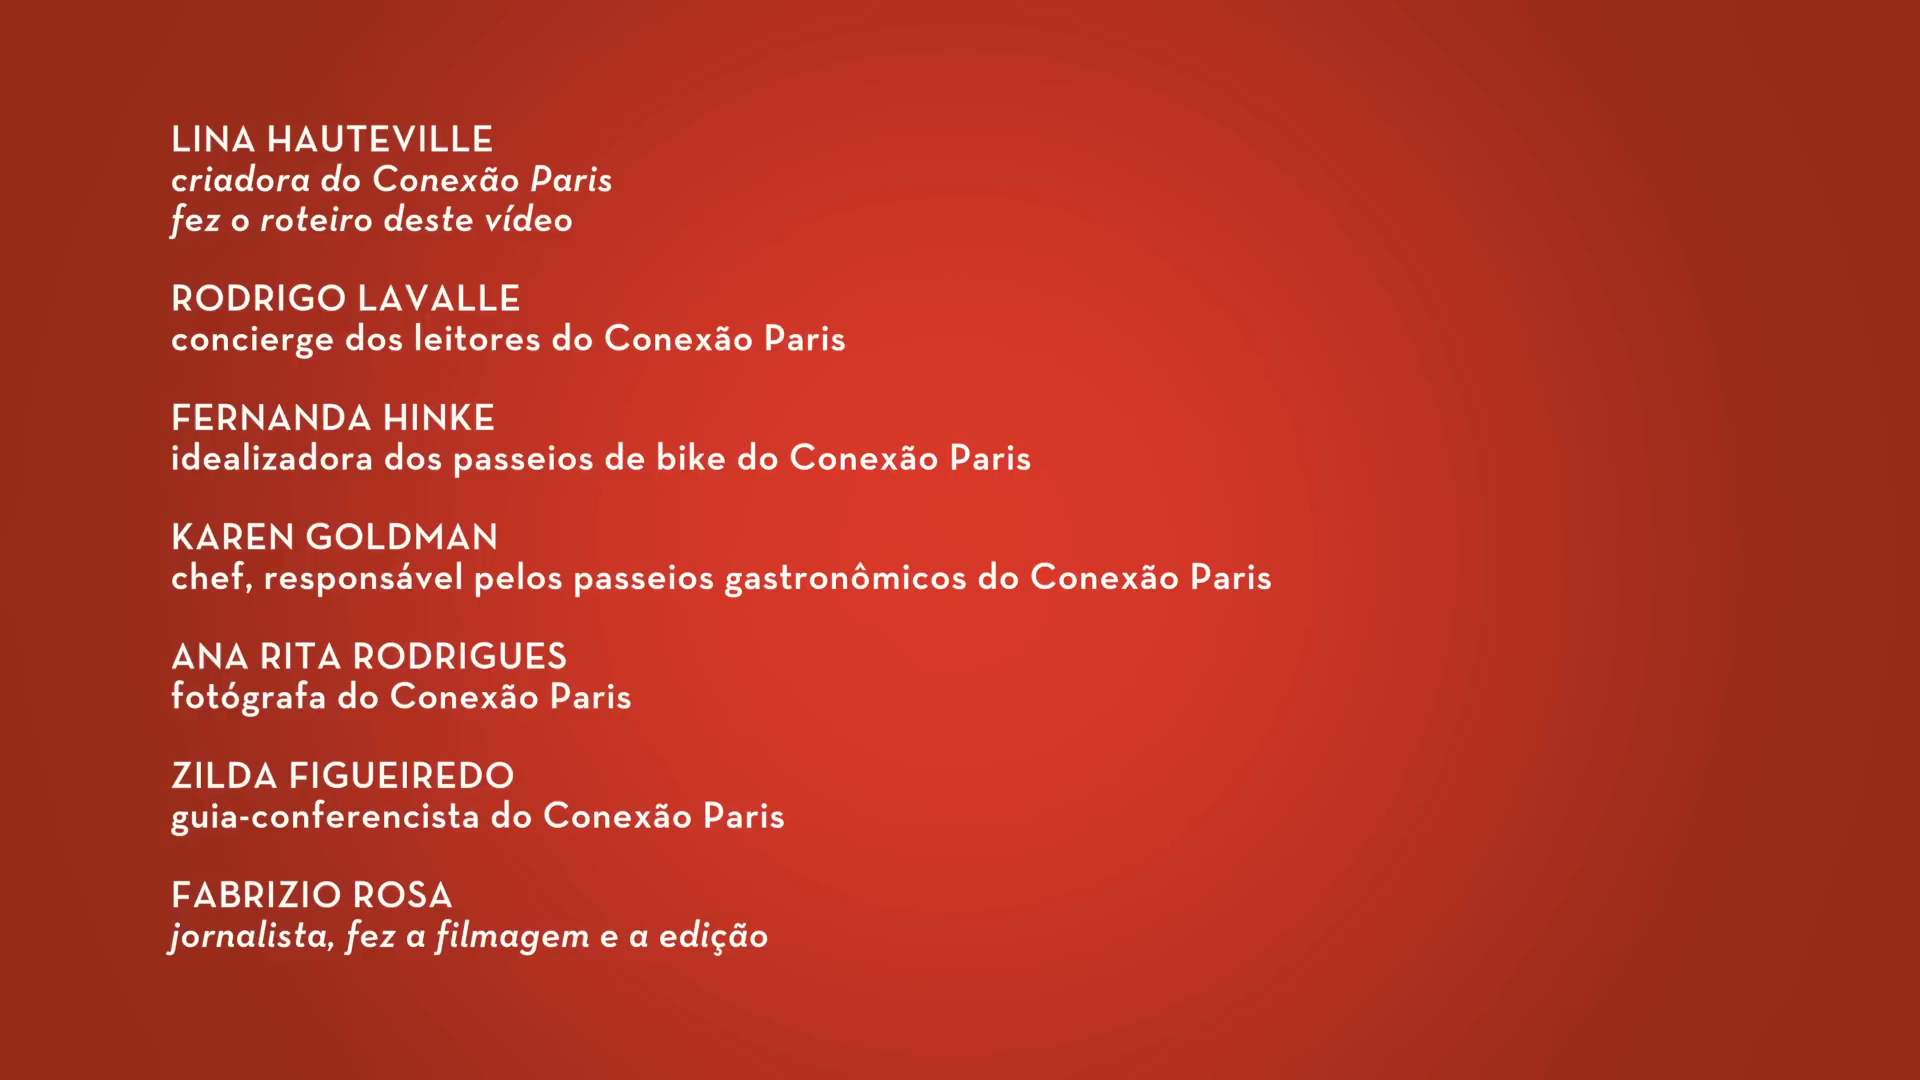 LINA HAUTEVILLE
criadora do Conexão Paris
fez o roteiro deste vídeo
RODRIGO LAVALLE
concierge dos leitores do Conexão Paris
FERNANDA HINKE
idealizadora dos passeios de bike do Conexão Paris
KAREN GOLDMAN
chef, responsável pelos passeios gastronômicos do Conexão Paris
ANA RITA RODRIGUES
fotógrafa do Conexão Paris
ZILDA FIGUEIREDO
guia-conferencista do Conexão Paris
FABRIZIO ROSA
jornalista, fez a filmagem e a edição